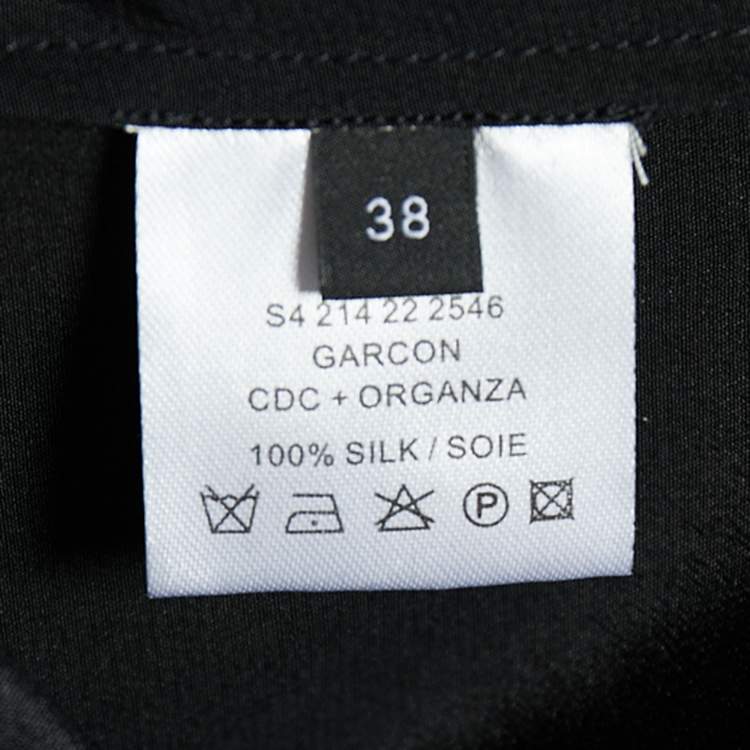 38
S4 214 22 2546
GARCON
CDC + ORGANZA
100% SILK / SOIE
P